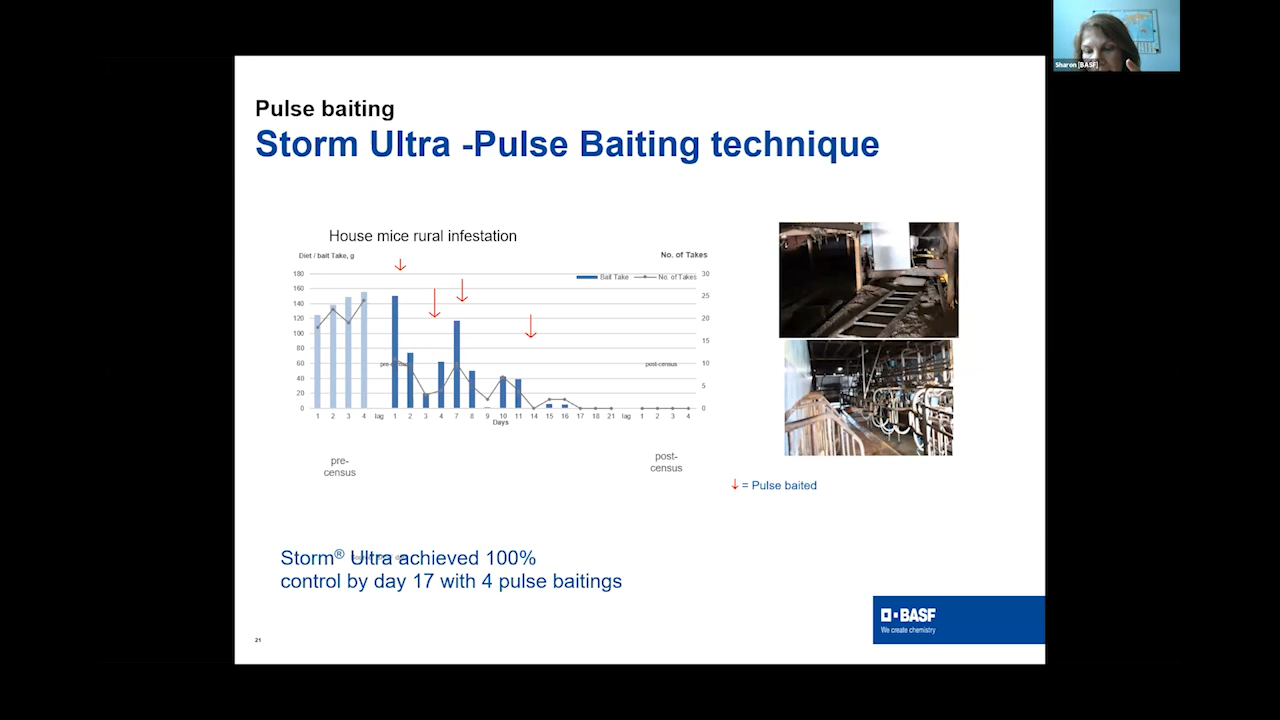 Sharon [BASF]
Pulse baiting
Storm Ultra -Pulse Baiting technique
House mice rural infestation
Diet / bait Take, g
No. of Takes
Bait Take
No. of Takes
180
160
140
120
100
80
60
40
20
0
30
25
20
15
10
5
0
pre-census
post-census
1 2 3 4 lag 1 2 3 4 7 8 9 10 11 14 15 16 17 18 21 lag 1 2 3 4
Days
pre-
census
post-
census
↓ = Pulse baited
Storm® Ultra achieved 100%
control by day 17 with 4 pulse baitings
21
BASF
We create chemistry